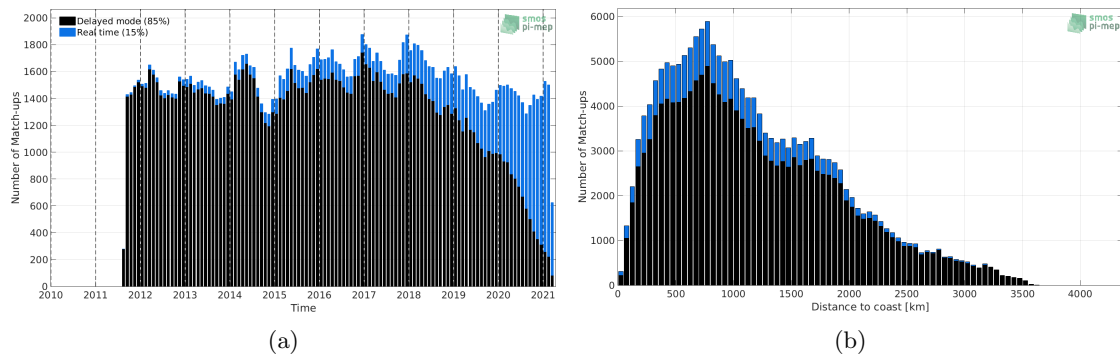 Delayed mode (85%)
Real time (15%)
smos
pi-mep
2000
1800
1600
1400
1200
1000
800
600
400
200
0
Number of Match-ups
2010 2011 2012 2013 2014 2015 2016 2017 2018 2019 2020 2021
Time
(a)
smos
pi-mep
6000
5000
4000
3000
2000
1000
0
Number of Match-ups
0 500 1000 1500 2000 2500 3000 3500 4000
Distance to coast [km]
(b)